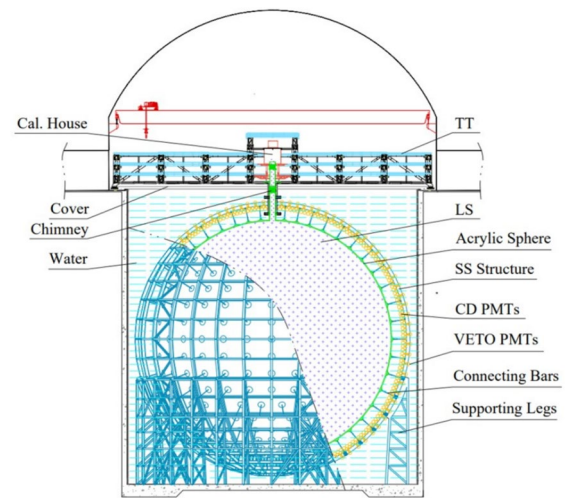 Cal. House
TT
Cover
Chimney
Water
LS
Acrylic Sphere
SS Structure
CD PMTs
VETO PMTs
Connecting Bars
Supporting Legs